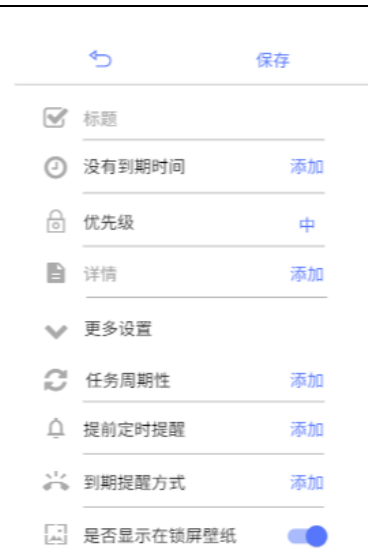 保存
标题
没有到期时间 添加
优先级 中
详情 添加
更多设置
任务周期性 添加
提前定时提醒 添加
到期提醒方式 添加
是否显示在锁屏壁纸